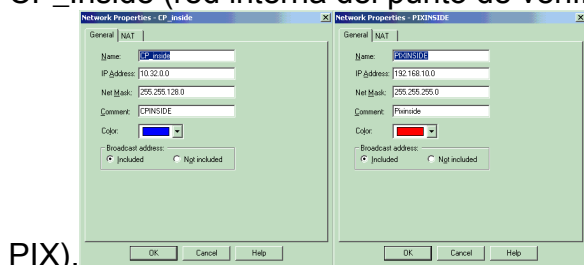 CP_inside (red interna del punto de
Network Properties - CP_inside
General NAT
Name: CP_inside
IP Address: 10.32.0.0
Net Mask: 255.255.128.0
Comment: CPINSIDE
Color:
Broadcast address:
Included Not included
OK Cancel Help
Network Properties - PIXINSIDE
General NAT
Name: PIXINSIDE
IP Address: 192.168.10.0
Net Mask: 255.255.255.0
Comment: Pixinside
Color:
Broadcast address:
Included Not included
OK Cancel Help
PIX).